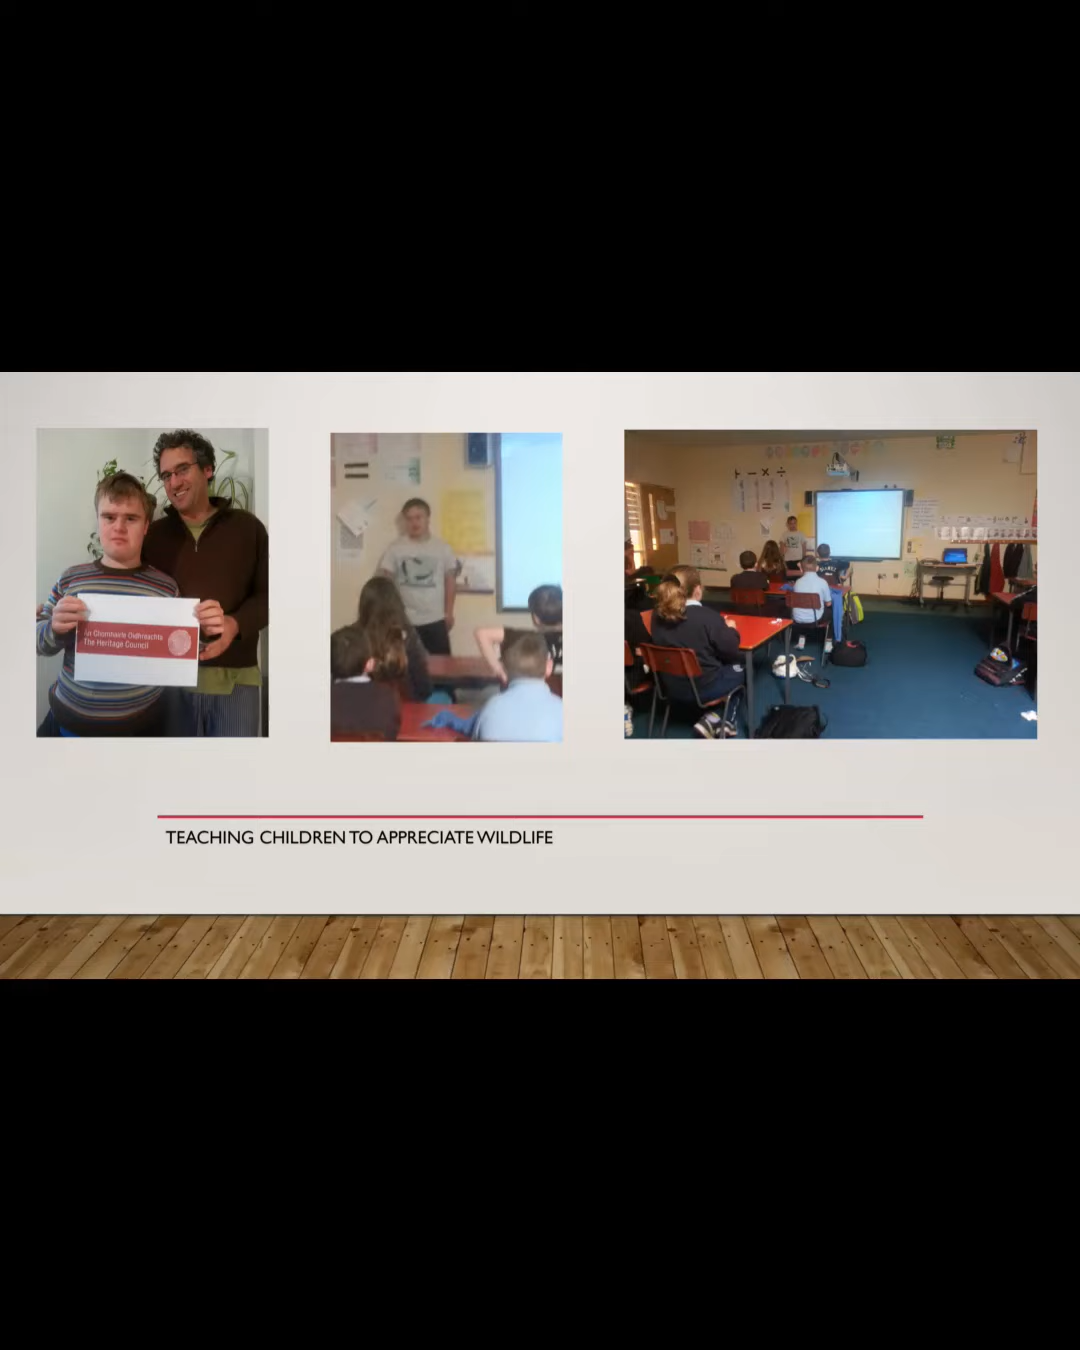 An Chomhairle Oidhreachta
The Heritage Council
+ − × ÷
=
TEACHING CHILDREN TO APPRECIATE WILDLIFE